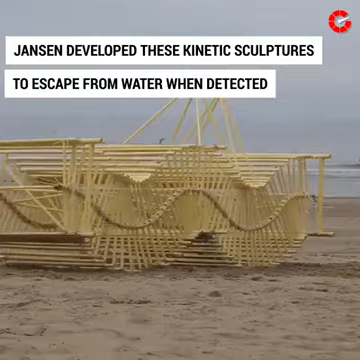 JANSEN DEVELOPED THESE KINETIC SCULPTURES
TO ESCAPE FROM WATER WHEN DETECTED